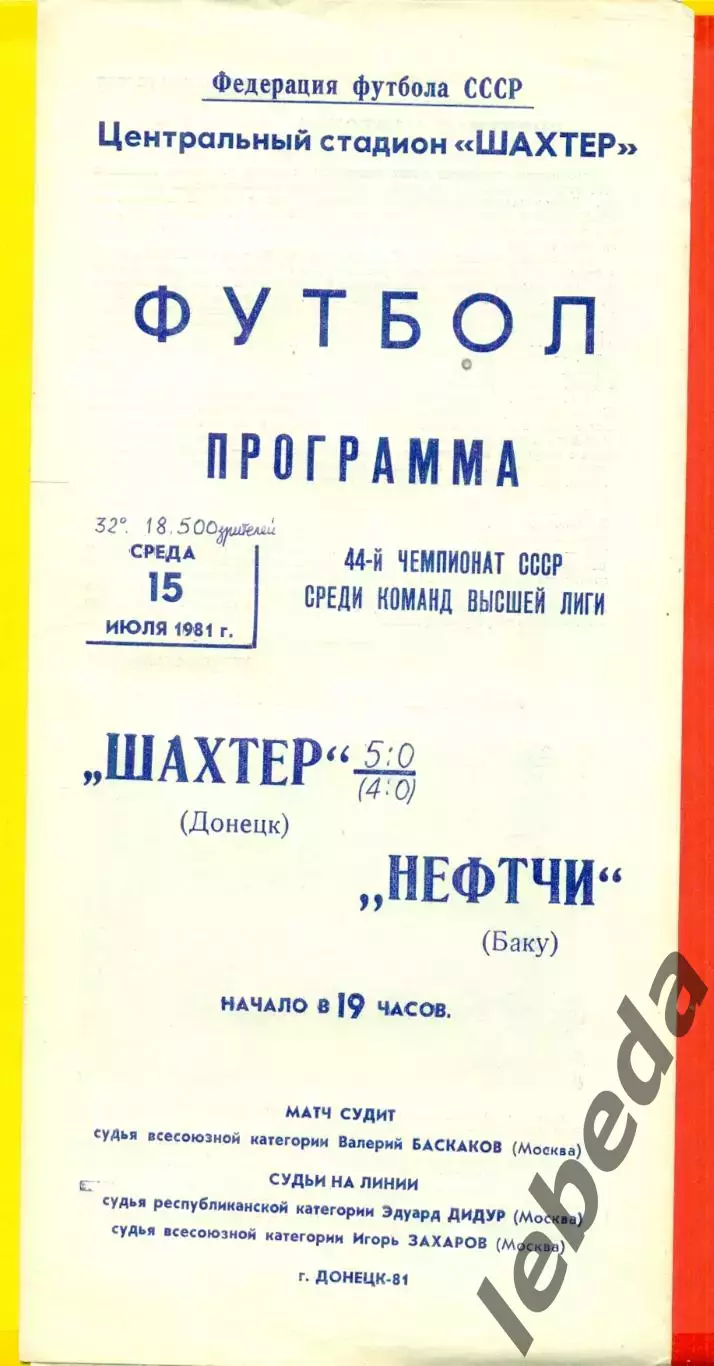 Федерация футбола СССР
Центральный стадион «ШАХТЕР»
ФУТБОЛ
ПРОГРАММА
32°. 18.500 зрителей
СРЕДА
15
ИЮЛЯ 1981 г.
44-й ЧЕМПИОНАТ СССР
СРЕДИ КОМАНД ВЫСШЕЙ ЛИГИ
„ШАХТЕР“ 5:0
(4:0)
(Донецк)
„НЕФТЧИ“
(Баку)
НАЧАЛО В 19 ЧАСОВ.
МАТЧ СУДИТ
судья всесоюзной категории Валерий БАСКАКОВ (Москва)
СУДЬИ НА ЛИНИИ
судья республиканской категории Эдуард ДИДУР (Москва)
судья всесоюзной категории Игорь ЗАХАРОВ (Москва)
г. ДОНЕЦК-81
lebeda